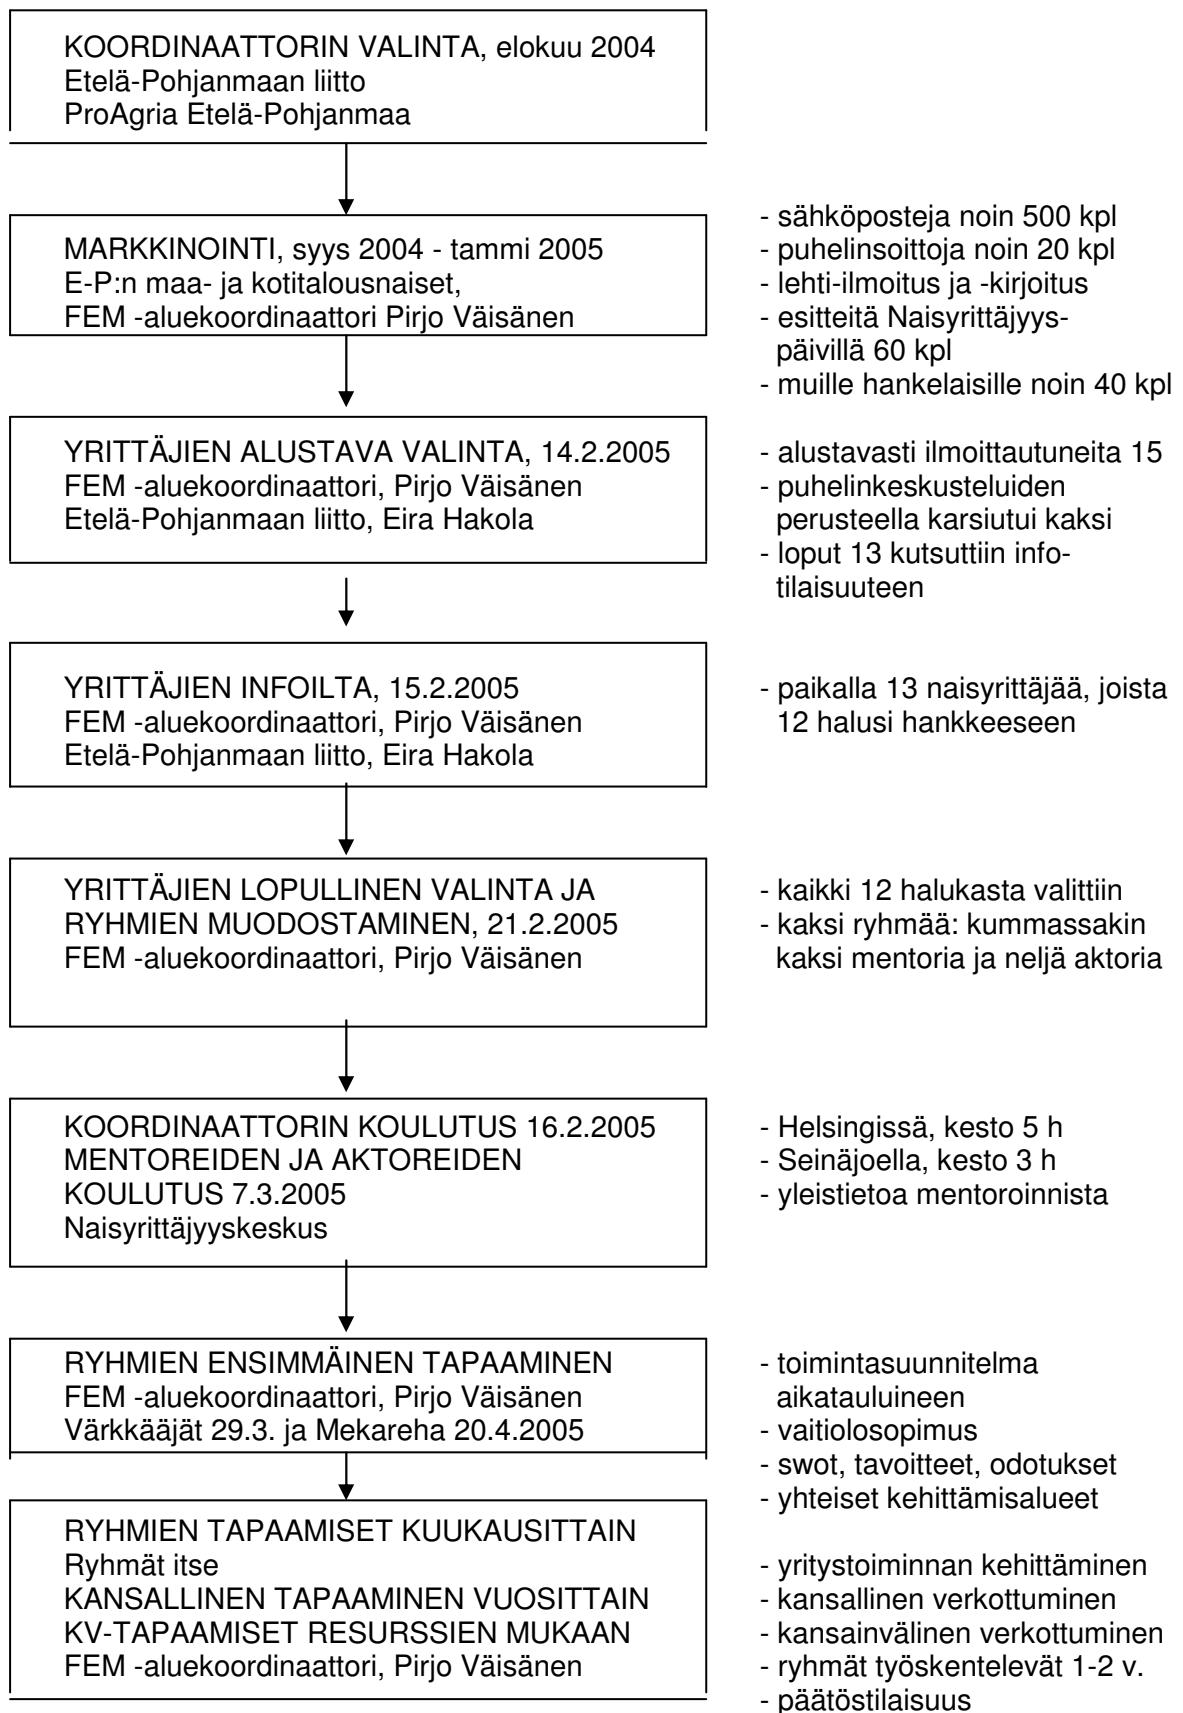 KOORDINAATTORIN VALINTA, elokuu 2004
Etelä-Pohjanmaan liitto
ProAgria Etelä-Pohjanmaa
MARKKINOINTI, syys 2004 - tammi 2005
E-P:n maa- ja kotitalousnaiset,
FEM -aluekoordinaattori Pirjo Väisänen
- sähköposteja noin 500 kpl
- puhelinsoittoja noin 20 kpl
- lehti-ilmoitus ja -kirjoitus
- esitteitä Naisyrittäjyys-
päivillä 60 kpl
- muille hankelaisille noin 40 kpl
YRITTÄJIEN ALUSTAVA VALINTA, 14.2.2005
FEM -aluekoordinaattori, Pirjo Väisänen
Etelä-Pohjanmaan liitto, Eira Hakola
- alustavasti ilmoittautuneita 15
- puhelinkeskusteluiden
perusteella karsiutui kaksi
- loput 13 kutsuttiin info-
tilaisuuteen
YRITTÄJIEN INFOILTA, 15.2.2005
FEM -aluekoordinaattori, Pirjo Väisänen
Etelä-Pohjanmaan liitto, Eira Hakola
- paikalla 13 naisyrittäjää, joista
12 halusi hankkeeseen
YRITTÄJIEN LOPULLINEN VALINTA JA
RYHMIEN MUODOSTAMINEN, 21.2.2005
FEM -aluekoordinaattori, Pirjo Väisänen
- kaikki 12 halukasta valittiin
- kaksi ryhmää: kummassakin
kaksi mentoria ja neljä aktoria
KOORDINAATTORIN KOULUTUS 16.2.2005
MENTOREIDEN JA AKTOREIDEN
KOULUTUS 7.3.2005
Naisyrittäjyyskeskus
- Helsingissä, kesto 5 h
- Seinäjoella, kesto 3 h
- yleistietoa mentoroinnista
RYHMIEN ENSIMMÄINEN TAPAAMINEN
FEM -aluekoordinaattori, Pirjo Väisänen
Värkkääjät 29.3. ja Mekareha 20.4.2005
- toimintasuunnitelma
aikatauluineen
- vaitiolosopimus
- swot, tavoitteet, odotukset
- yhteiset kehittämisalueet
RYHMIEN TAPAAMISET KUUKAUSITTAIN
Ryhmät itse
KANSALLINEN TAPAAMINEN VUOSITTAIN
KV-TAPAAMISET RESURSSIEN MUKAAN
FEM -aluekoordinaattori, Pirjo Väisänen
- yritystoiminnan kehittäminen
- kansallinen verkottuminen
- kansainvälinen verkottuminen
- ryhmät työskentelevät 1-2 v.
- päätöstilaisuus